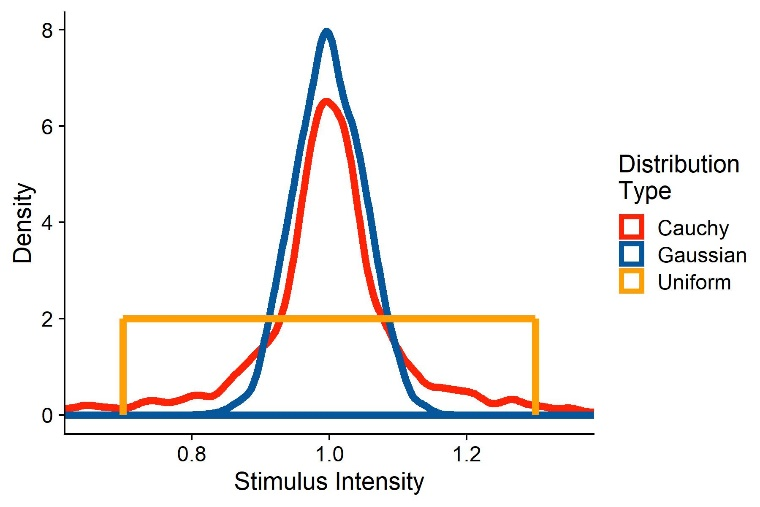 8
6
4
2
0
Density
0.8 1.0 1.2
Stimulus Intensity
Distribution
Type
Cauchy
Gaussian
Uniform